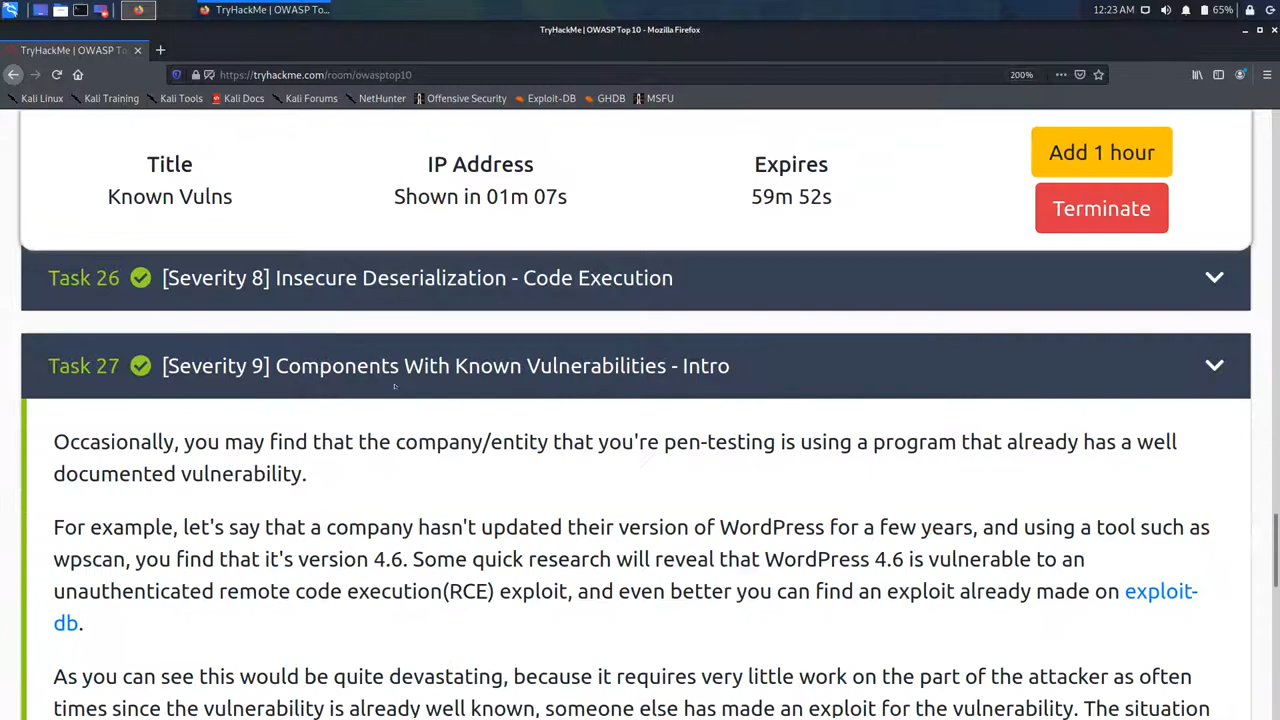 TryHackMe | OWASP To…
12:23 AM
65%
TryHackMe | OWASP Top 10 - Mozilla Firefox
TryHackMe | OWASP To
https://tryhackme.com/room/owasptop10
200%
Kali Linux
Kali Training
Kali Tools
Kali Docs
Kali Forums
NetHunter
Offensive Security
Exploit-DB
GHDB
MSFU
Title
IP Address
Expires
Add 1 hour
Known Vulns
Shown in 01m 07s
59m 52s
Terminate
Task 26 [Severity 8] Insecure Deserialization - Code Execution
Task 27 [Severity 9] Components With Known Vulnerabilities - Intro
Occasionally, you may find that the company/entity that you're pen-testing is using a program that already has a well
documented vulnerability.
For example, let's say that a company hasn't updated their version of WordPress for a few years, and using a tool such as
wpscan, you find that it's version 4.6. Some quick research will reveal that WordPress 4.6 is vulnerable to an
unauthenticated remote code execution(RCE) exploit, and even better you can find an exploit already made on exploit-
db.
As you can see this would be quite devastating, because it requires very little work on the part of the attacker as often
times since the vulnerability is already well known, someone else has made an exploit for the vulnerability. The situation